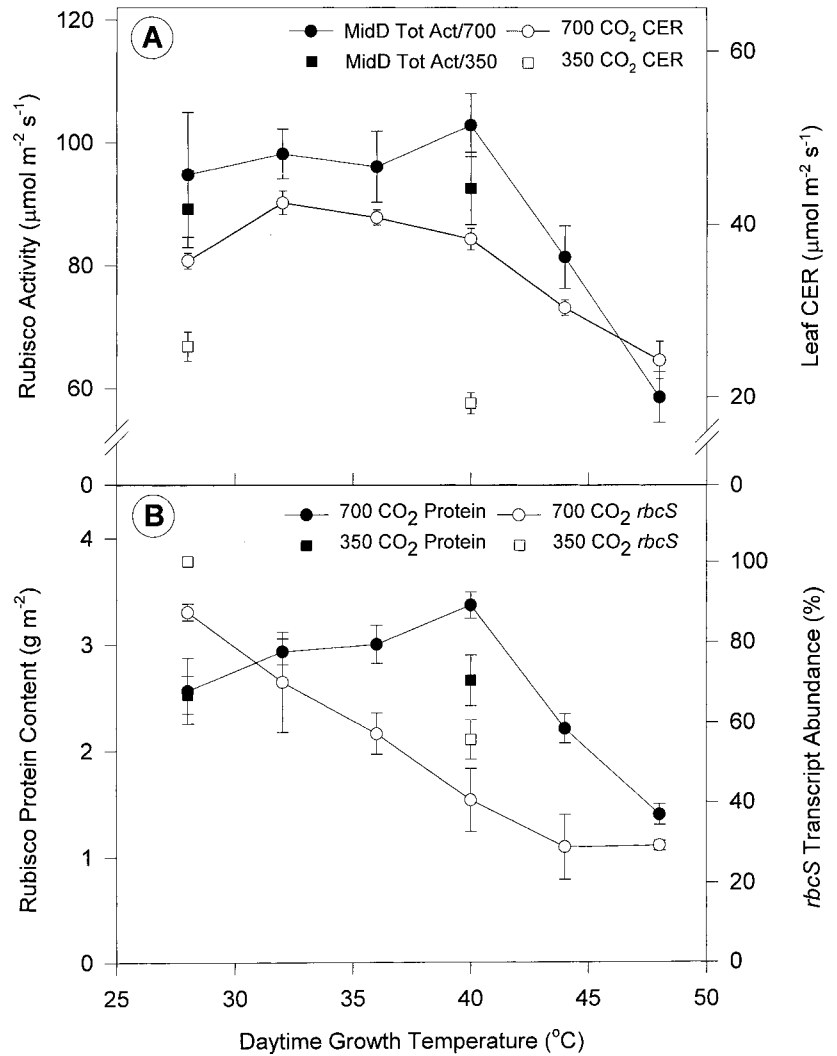 A
MidD Tot Act/700
700 CO₂ CER
MidD Tot Act/350
350 CO₂ CER
120
100
80
60
0
Rubisco Activity (µmol m⁻² s⁻¹)
60
40
20
0
Leaf CER (µmol m⁻² s⁻¹)
B
700 CO₂ Protein
700 CO₂ rbcS
350 CO₂ Protein
350 CO₂ rbcS
4
3
2
1
0
Rubisco Protein Content (g m⁻²)
100
80
60
40
20
0
rbcS Transcript Abundance (%)
25 30 35 40 45 50
Daytime Growth Temperature (°C)